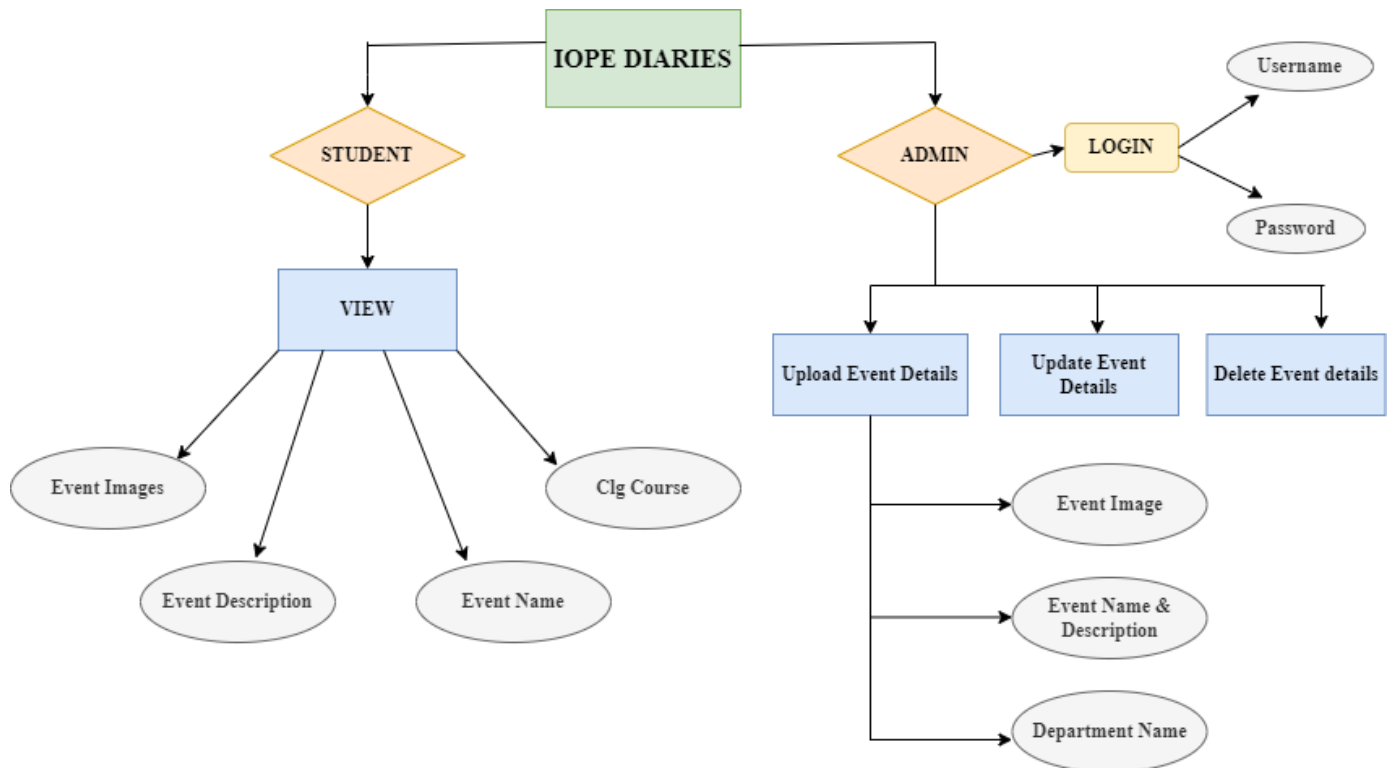 IOPE DIARIES
Username
STUDENT
ADMIN
LOGIN
Password
VIEW
Upload Event Details
Update Event
Details
Delete Event details
Event Images
Clg Course
Event Image
Event Description
Event Name
Event Name &
Description
Department Name